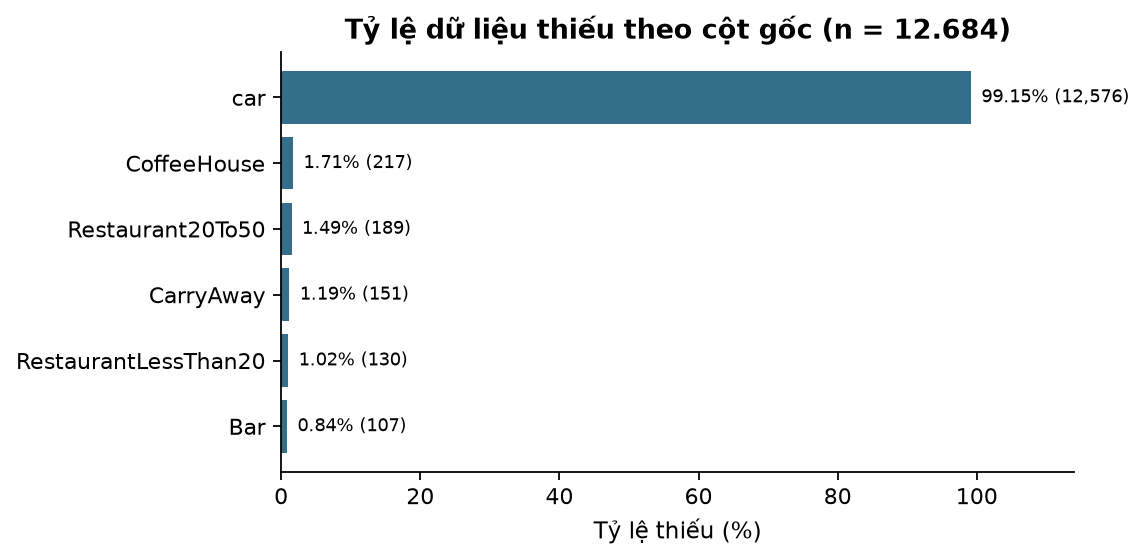 Tỷ lệ dữ liệu thiếu theo cột gốc (n = 12.684)
car
99.15% (12,576)
CoffeeHouse
1.71% (217)
Restaurant20To50
1.49% (189)
CarryAway
1.19% (151)
RestaurantLessThan20
1.02% (130)
Bar
0.84% (107)
0 20 40 60 80 100
Tỷ lệ thiếu (%)